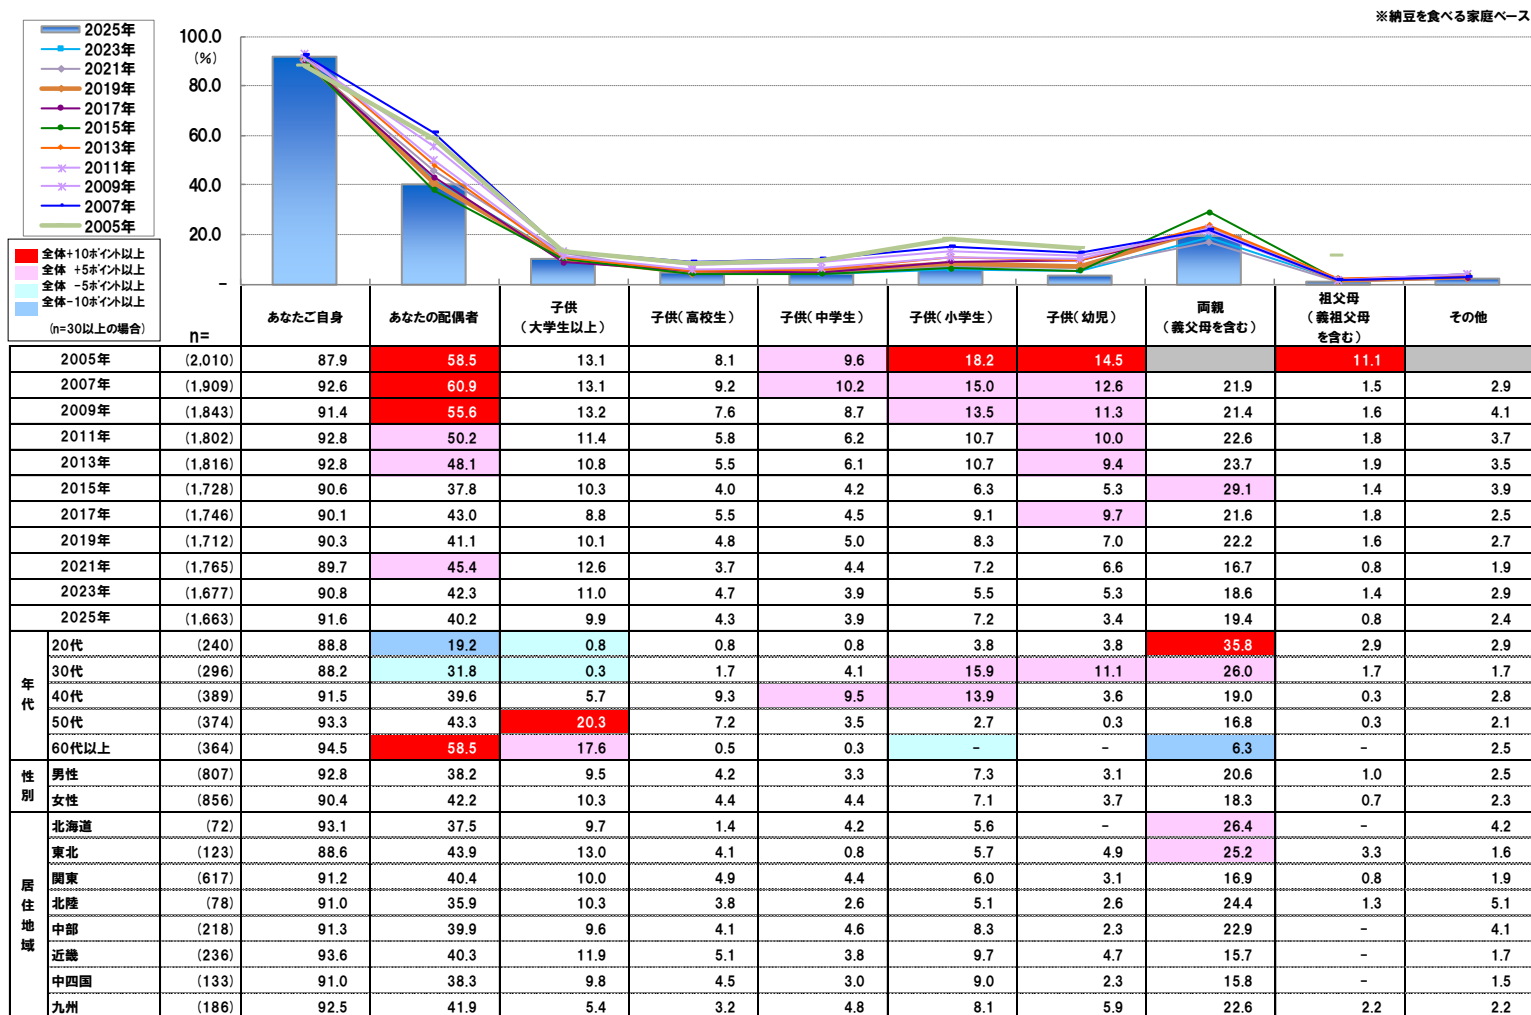 ※納豆を食べる家庭ベース
2025年
2023年
2021年
2019年
2017年
2015年
2013年
2011年
2009年
2007年
2005年
全体+10ポイント以上
全体 +5ポイント以上
全体 -5ポイント以上
全体-10ポイント以上
(n=30以上の場合)
100.0
(%)
80.0
60.0
40.0
20.0
-
n=
あなたご自身
あなたの配偶者
子供
(大学生以上)
子供(高校生)
子供(中学生)
子供(小学生)
子供(幼児)
両親
(義父母を含む)
祖父母
(義祖父母
を含む)
その他
2005年 (2,010) 87.9 58.5 13.1 8.1 9.6 18.2 14.5 11.1
2007年 (1,909) 92.6 60.9 13.1 9.2 10.2 15.0 12.6 21.9 1.5 2.9
2009年 (1,843) 91.4 55.6 13.2 7.6 8.7 13.5 11.3 21.4 1.6 4.1
2011年 (1,802) 92.8 50.2 11.4 5.8 6.2 10.7 10.0 22.6 1.8 3.7
2013年 (1,816) 92.8 48.1 10.8 5.5 6.1 10.7 9.4 23.7 1.9 3.5
2015年 (1,728) 90.6 37.8 10.3 4.0 4.2 6.3 5.3 29.1 1.4 3.9
2017年 (1,746) 90.1 43.0 8.8 5.5 4.5 9.1 9.7 21.6 1.8 2.5
2019年 (1,712) 90.3 41.1 10.1 4.8 5.0 8.3 7.0 22.2 1.6 2.7
2021年 (1,765) 89.7 45.4 12.6 3.7 4.4 7.2 6.6 16.7 0.8 1.9
2023年 (1,677) 90.8 42.3 11.0 4.7 3.9 5.5 5.3 18.6 1.4 2.9
2025年 (1,663) 91.6 40.2 9.9 4.3 3.9 7.2 3.4 19.4 0.8 2.4
年代
20代 (240) 88.8 19.2 0.8 0.8 0.8 3.8 3.8 35.8 2.9 2.9
30代 (296) 88.2 31.8 0.3 1.7 4.1 15.9 11.1 26.0 1.7 1.7
40代 (389) 91.5 39.6 5.7 9.3 9.5 13.9 3.6 19.0 0.3 2.8
50代 (374) 93.3 43.3 20.3 7.2 3.5 2.7 0.3 16.8 0.3 2.1
60代以上 (364) 94.5 58.5 17.6 0.5 0.3 - - 6.3 - 2.5
性別
男性 (807) 92.8 38.2 9.5 4.2 3.3 7.3 3.1 20.6 1.0 2.5
女性 (856) 90.4 42.2 10.3 4.4 4.4 7.1 3.7 18.3 0.7 2.3
居住地域
北海道 (72) 93.1 37.5 9.7 1.4 4.2 5.6 - 26.4 - 4.2
東北 (123) 88.6 43.9 13.0 4.1 0.8 5.7 4.9 25.2 3.3 1.6
関東 (617) 91.2 40.4 10.0 4.9 4.4 6.0 3.1 16.9 0.8 1.9
北陸 (78) 91.0 35.9 10.3 3.8 2.6 5.1 2.6 24.4 1.3 5.1
中部 (218) 91.3 39.9 9.6 4.1 4.6 8.3 2.3 22.9 - 4.1
近畿 (236) 93.6 40.3 11.9 5.1 3.8 9.7 4.7 15.7 - 1.7
中四国 (133) 91.0 38.3 9.8 4.5 3.0 9.0 2.3 15.8 - 1.5
九州 (186) 92.5 41.9 5.4 3.2 4.8 8.1 5.9 22.6 2.2 2.2